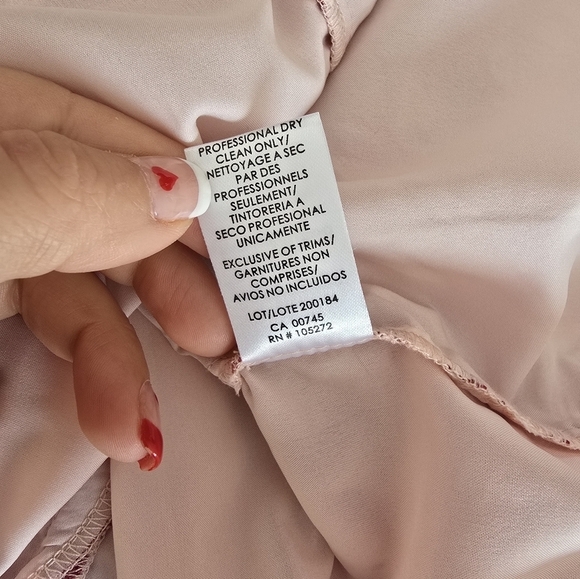 PROFESSIONAL DRY
CLEAN ONLY/
NETTOYAGE A SEC
PAR DES
PROFESSIONNELS
SEULEMENT/
TINTORERIA A
SECO PROFESIONAL
UNICAMENTE
EXCLUSIVE OF TRIMS/
GARNITURES NON
COMPRISES/
AVIOS NO INCLUIDOS
LOT/LOTE 200184
CA 00745
RN # 105272